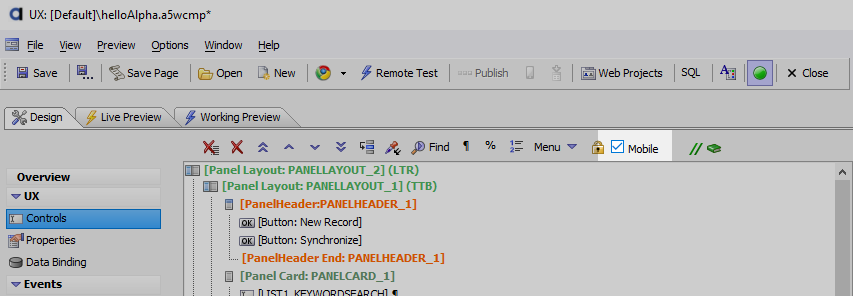 UX: [Default]\helloAlpha.a5wcmp*
File View Preview Options Window Help
Save Save Page Open New Remote Test Publish Web Projects SQL Close
Design Live Preview Working Preview
Find ¶ % Menu Mobile //
[Panel Layout: PANELLAYOUT_2] (LTR)
Overview
[Panel Layout: PANELLAYOUT_1] (TTB)
UX
[PanelHeader:PANELHEADER_1]
Controls
OK [Button: New Record]
Properties
OK [Button: Synchronize]
Data Binding
[PanelHeader End: PANELHEADER_1]
Events
[Panel Card: PANELCARD_1]
[LIST1_KEYWORDSEARCH] ¶